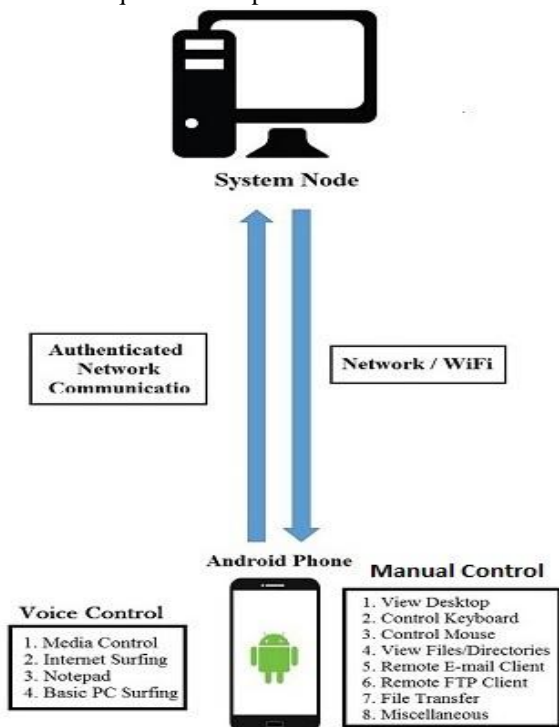 System Node
Authenticated
Network
Communicatio
Network / WiFi
Android Phone
Voice Control
1. Media Control
2. Internet Surfing
3. Notepad
4. Basic PC Surfing
Manual Control
1. View Desktop
2. Control Keyboard
3. Control Mouse
4. View Files/Directories
5. Remote E-mail Client
6. Remote FTP Client
7. File Transfer
8. Miscellaneous